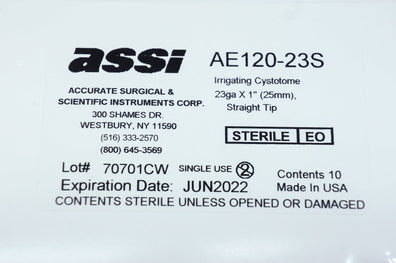 assi
AE120-23S
ACCURATE SURGICAL &
SCIENTIFIC INSTRUMENTS CORP.
300 SHAMES DR.
WESTBURY, NY 11590
(516) 333-2570
(800) 645-3569
Irrigating Cystotome
23ga X 1" (25mm),
Straight Tip
STERILE EO
Lot# 70701CW
SINGLE USE 2
Contents 10
Expiration Date: JUN2022
Made In USA
CONTENTS STERILE UNLESS OPENED OR DAMAGED